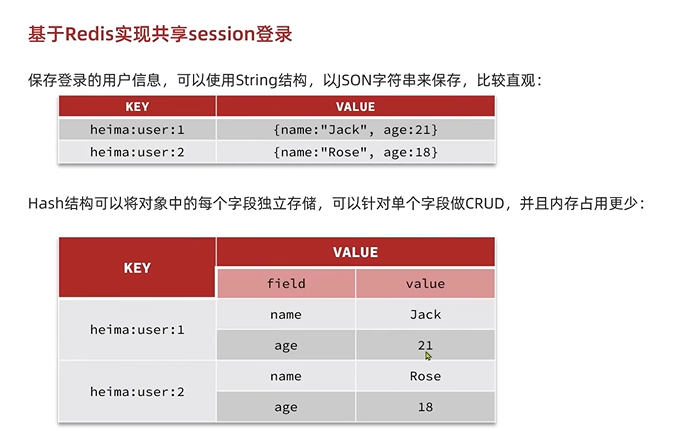 基于Redis实现共享session登录
保存登录的用户信息，可以使用String结构，以JSON字符串来保存，比较直观：
KEY VALUE
heima:user:1 {name:"Jack", age:21}
heima:user:2 {name:"Rose", age:18}
Hash结构可以将对象中的每个字段独立存储，可以针对单个字段做CRUD，并且内存占用更少：
KEY VALUE
field value
heima:user:1 name Jack
age 21
heima:user:2 name Rose
age 18